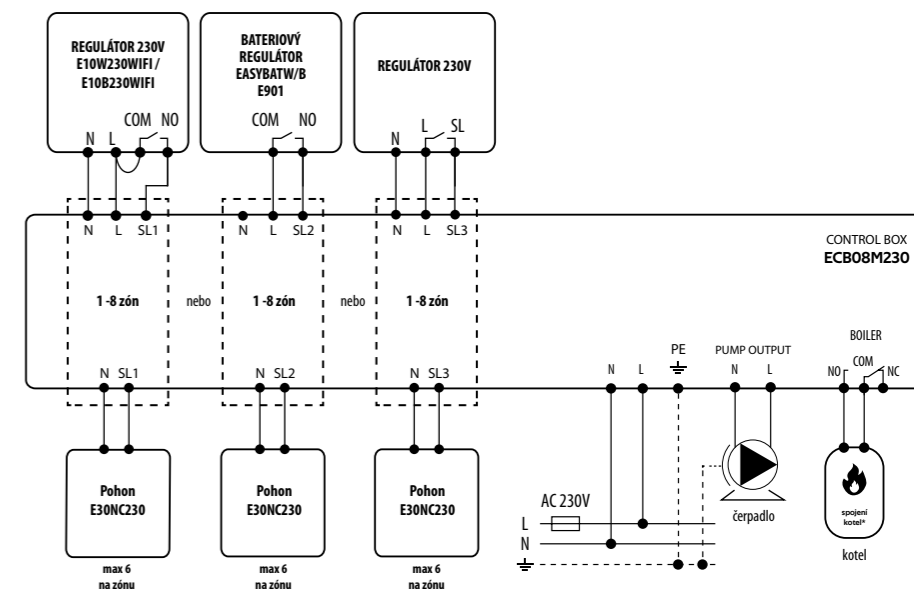 REGULÁTOR 230V
E10W230WIFI /
E10B230WIFI
N L COM NO
BATERIOVÝ
REGULÁTOR
EASYBATW/B
E901
COM NO
REGULÁTOR 230V
N L SL
N L SL1
N L SL2
N L SL3
CONTROL BOX
ECB08M230
1 -8 zón
nebo
1 -8 zón
nebo
1 -8 zón
N SL1
N SL2
N SL3
N L PE
PUMP OUTPUT
N L
BOILER
NO COM NC
Pohon
E30NC230
max 6
na zónu
Pohon
E30NC230
max 6
na zónu
Pohon
E30NC230
max 6
na zónu
AC 230V
L
N
čerpadlo
spojení
kotel*
kotel